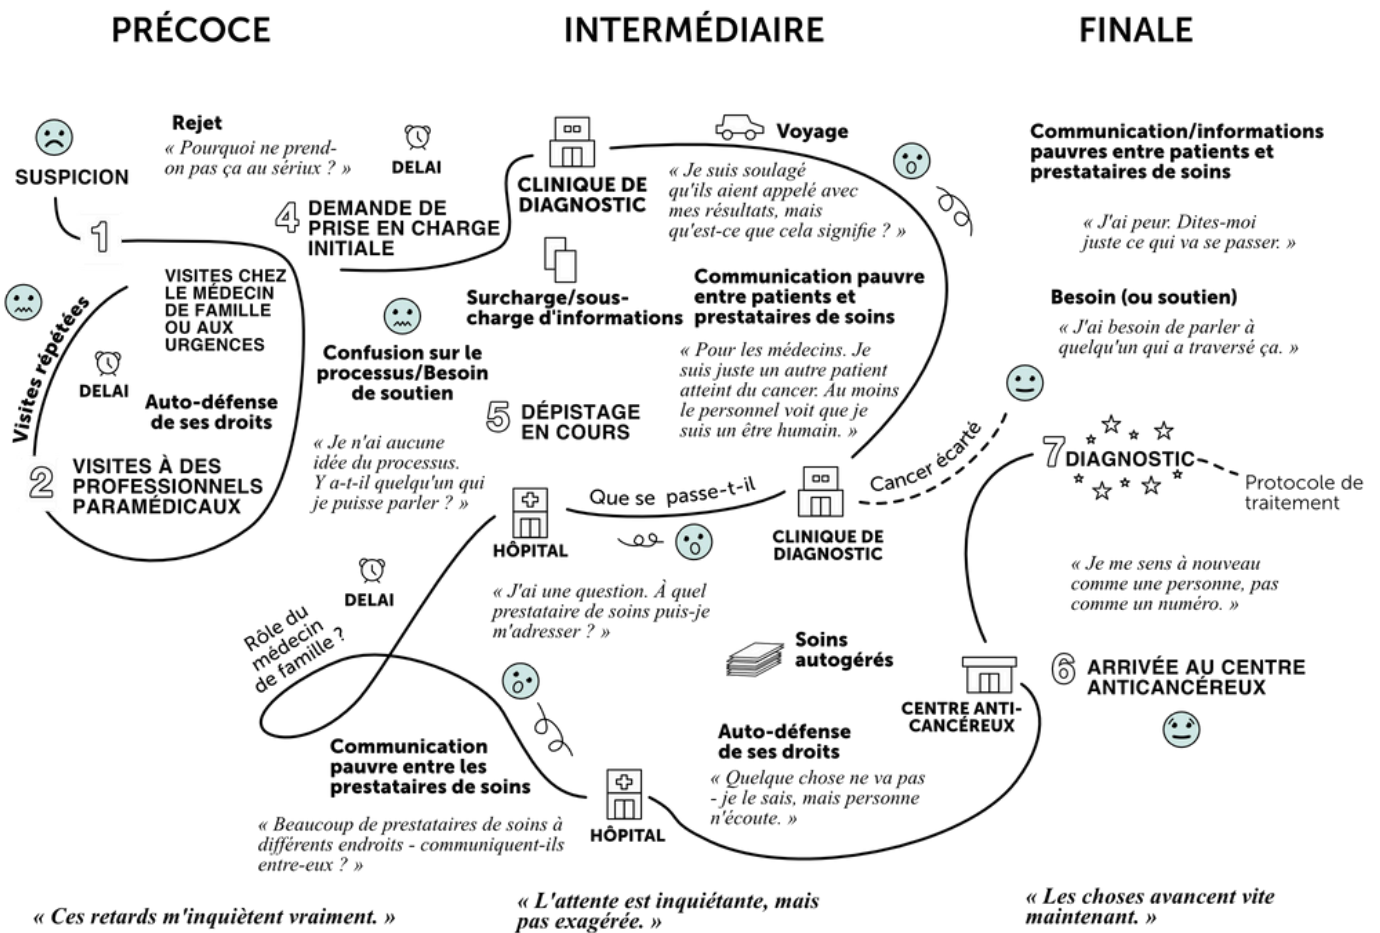 PRÉCOCE
INTERMÉDIAIRE
FINALE
SUSPICION
1
Rejet
« Pourquoi ne prend-
on pas ça au sériux ? »
DELAI
VISITES CHEZ
LE MÉDECIN
DE FAMILLE
OU AUX
URGENCES
Visites répétées
DELAI
Auto-défense
de ses droits
2
VISITES À DES
PROFESSIONNELS
PARAMÉDICAUX
4
DEMANDE DE
PRISE EN CHARGE
INITIALE
Confusion sur le
processus/Besoin
de soutien
« Je n'ai aucune
idée du processus.
Y a-t-il quelqu'un qui
je puisse parler ? »
CLINIQUE DE
DIAGNOSTIC
Voyage
« Je suis soulagé
qu'ils aient appelé avec
mes résultats, mais
qu'est-ce que cela signifie ? »
Surcharge/sous-
charge d'informations
Communication pauvre
entre patients et
prestataires de soins
« Pour les médecins. Je
suis juste un autre patient
atteint du cancer. Au moins
le personnel voit que je
suis un être humain. »
5
DÉPISTAGE
EN COURS
HÔPITAL
Que se passe-t-il
CLINIQUE DE
DIAGNOSTIC
Cancer écarté
« J'ai une question. À quel
prestataire de soins puis-je
m'adresser ? »
DELAI
Rôle du
médecin
de famille ?
Communication
pauvre entre les
prestataires de soins
« Beaucoup de prestataires de soins à
différents endroits - communiquent-ils
entre-eux ? »
HÔPITAL
Soins
autogérés
Auto-défense
de ses droits
« Quelque chose ne va pas
- je le sais, mais personne
n'écoute. »
CENTRE ANTI-
CANCÉREUX
Communication/informations
pauvres entre patients et
prestataires de soins
« J'ai peur. Dites-moi
juste ce qui va se passer. »
Besoin (ou soutien)
« J'ai besoin de parler à
quelqu'un qui a traversé ça. »
7
DIAGNOSTIC
Protocole de
traitement
« Je me sens à nouveau
comme une personne, pas
comme un numéro. »
6
ARRIVÉE AU CENTRE
ANTICANCÉREUX
« Ces retards m'inquiètent vraiment. »
« L'attente est inquiétante, mais
pas exagérée. »
« Les choses avancent vite
maintenant. »